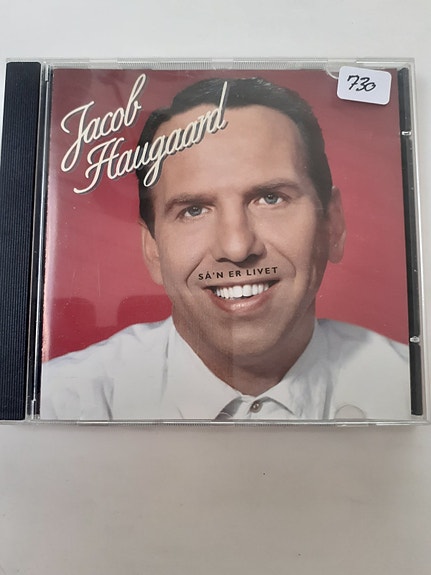 Jacob
Haugaard
730
SÅ'N ER LIVET